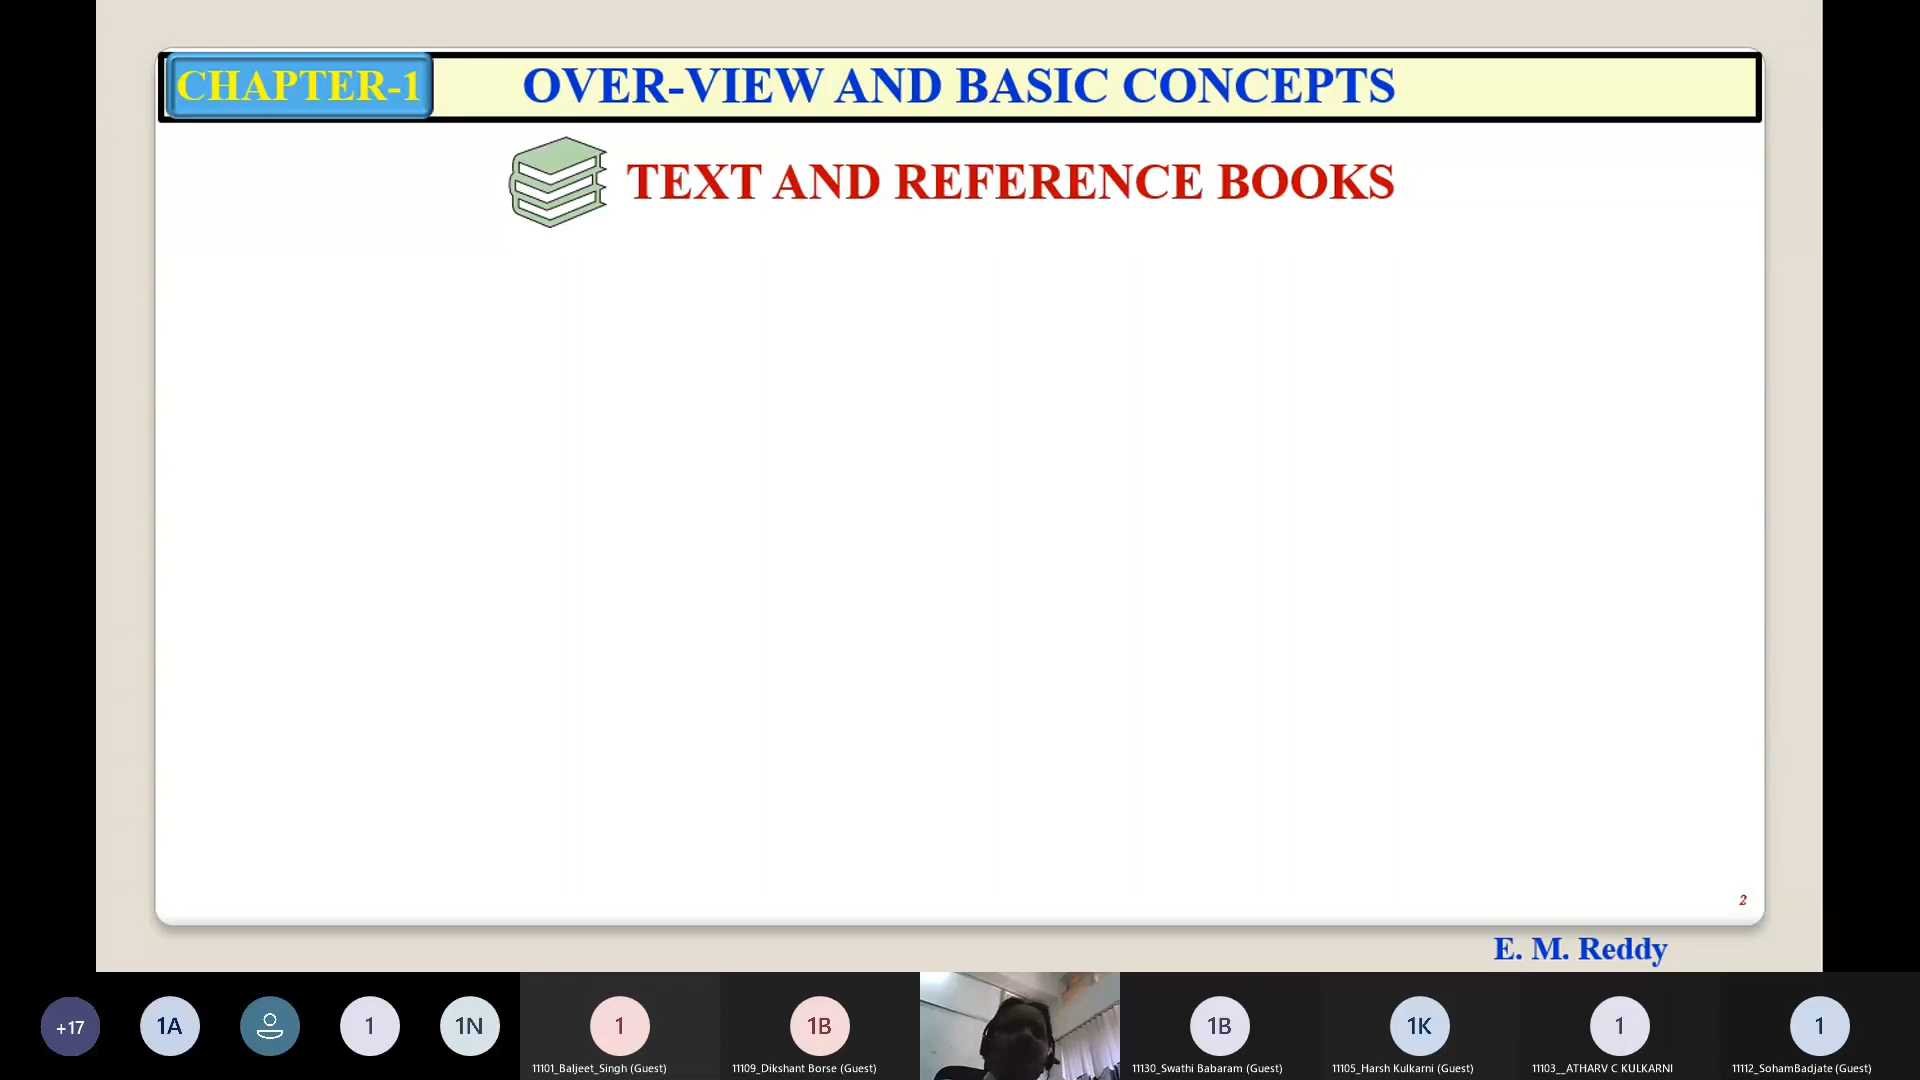 CHAPTER-1
OVER-VIEW AND BASIC CONCEPTS
TEXT AND REFERENCE BOOKS
2
E. M. Reddy
+17
1A
1
1N
1
1B
1B
1K
1
1
11101_Baljeet_Singh (Guest)
11109_Dikshant Borse (Guest)
11130_Swathi Babaram (Guest)
11105_Harsh Kulkarni (Guest)
11103__ATHARV C KULKARNI
11112_SohamBadjate (Guest)